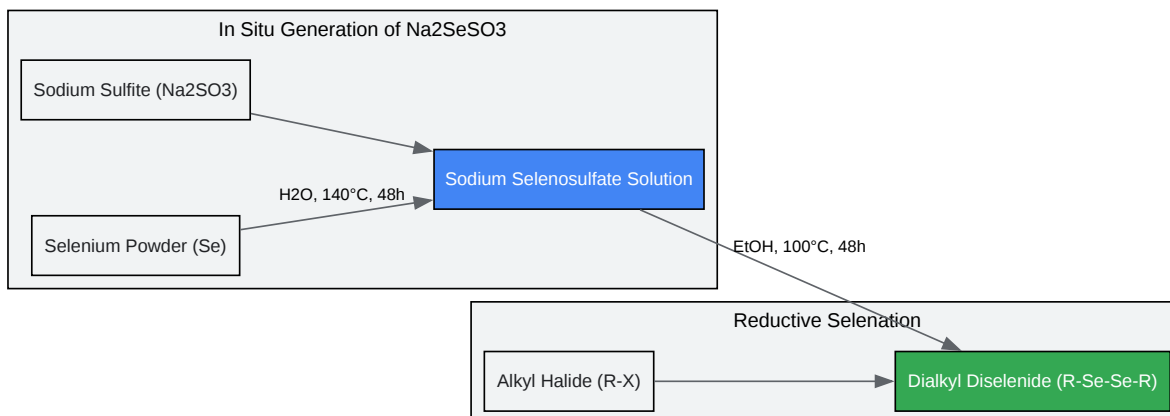 In Situ Generation of Na2SeSO3
Sodium Sulfite (Na2SO3)
Sodium Selenosulfate Solution
H2O, 140°C, 48h
Selenium Powder (Se)
EtOH, 100°C, 48h
Reductive Selenation
Alkyl Halide (R-X)
Dialkyl Diselenide (R-Se-Se-R)